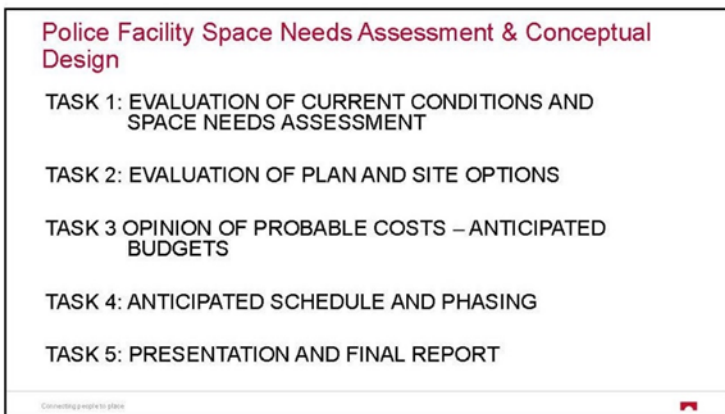 Police Facility Space Needs Assessment & Conceptual
Design
TASK 1: EVALUATION OF CURRENT CONDITIONS AND
SPACE NEEDS ASSESSMENT
TASK 2: EVALUATION OF PLAN AND SITE OPTIONS
TASK 3 OPINION OF PROBABLE COSTS – ANTICIPATED
BUDGETS
TASK 4: ANTICIPATED SCHEDULE AND PHASING
TASK 5: PRESENTATION AND FINAL REPORT
Connecting people to place